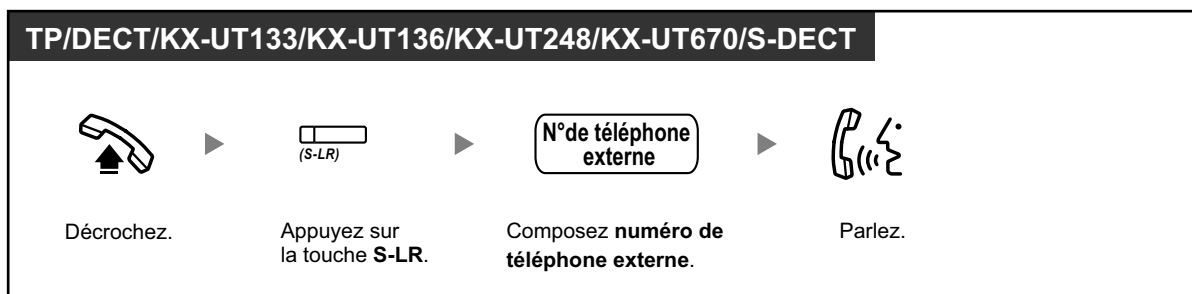 TP/DECT/KX-UT133/KX-UT136/KX-UT248/KX-UT670/S-DECT
(S-LR)
N°de téléphone
externe
Décrochez.
Appuyez sur
la touche S-LR.
Composez numéro de
téléphone externe.
Parlez.